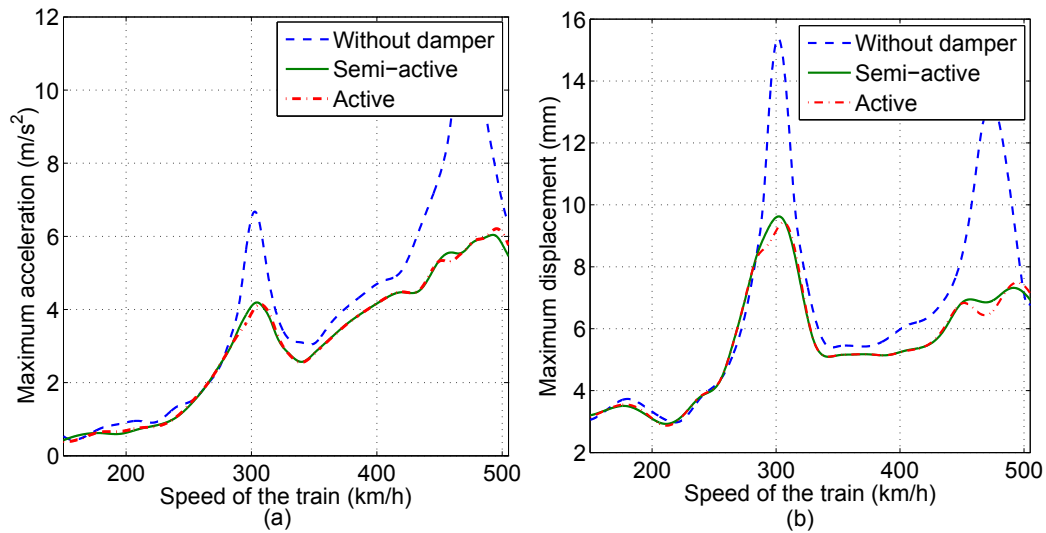 12
10
8
6
4
2
0
Maximum acceleration (m/s²)
Without damper
Semi−active
Active
200
300
400
500
Speed of the train (km/h)
(a)
16
14
12
10
8
6
4
2
Maximum displacement (mm)
Without damper
Semi−active
Active
200
300
400
500
Speed of the train (km/h)
(b)